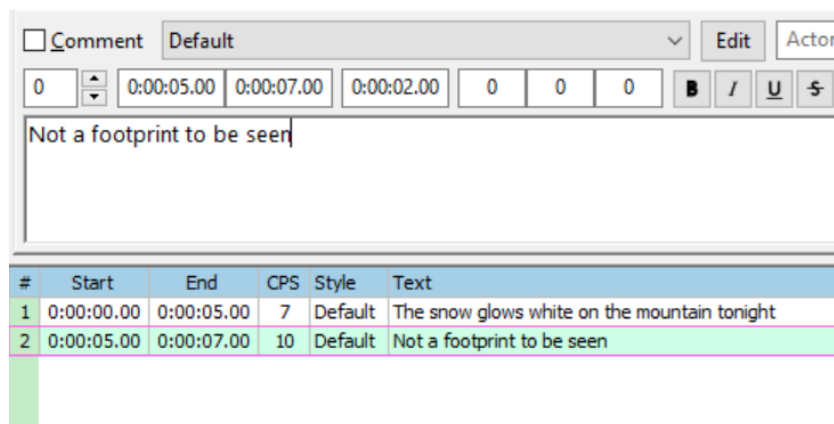 Comment Default Edit Actor
0 0:00:05.00 0:00:07.00 0:00:02.00 0 0 0 B I U S
Not a footprint to be seen
# Start End CPS Style Text
1 0:00:00.00 0:00:05.00 7 Default The snow glows white on the mountain tonight
2 0:00:05.00 0:00:07.00 10 Default Not a footprint to be seen